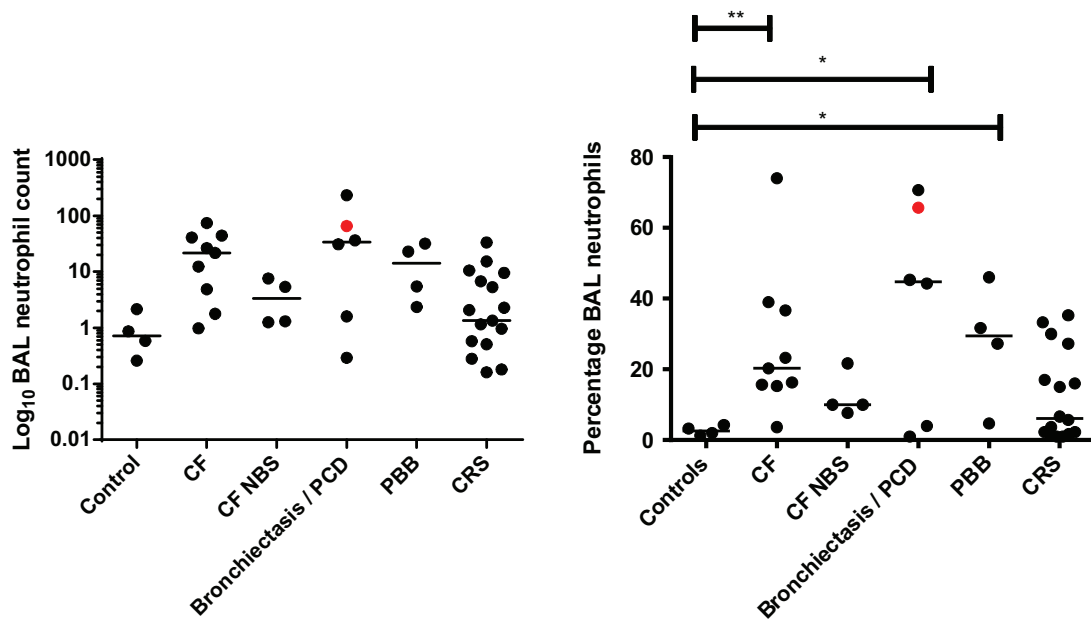 Log₁₀ BAL neutrophil count
1000
100
10
1
0.1
0.01
Control
CF
CF NBS
Bronchiectasis / PCD
PBB
CRS
**
*
*
Percentage BAL neutrophils
80
60
40
20
0
Controls
CF
CF NBS
Bronchiectasis / PCD
PBB
CRS